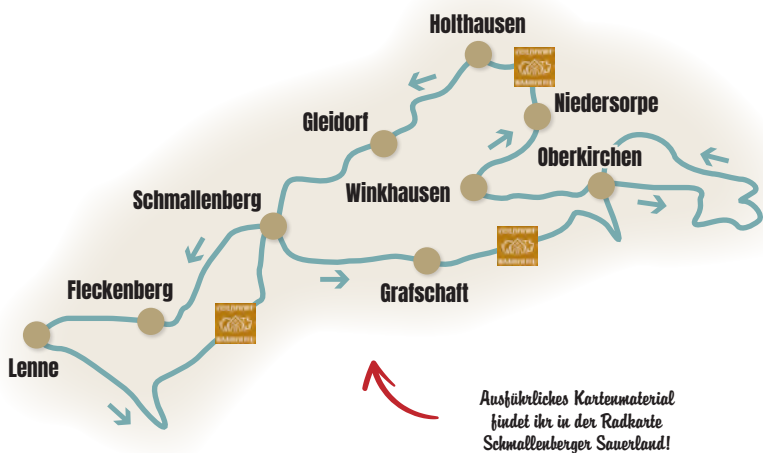 Holthausen
Niedersorpe
Gleidorf
Oberkirchen
Winkhausen
Schmallenberg
Fleckenberg
Grafschaft
Lenne
Ausführliches Kartenmaterial
findet ihr in der Radkarte
Schmallenberger Sauerland!